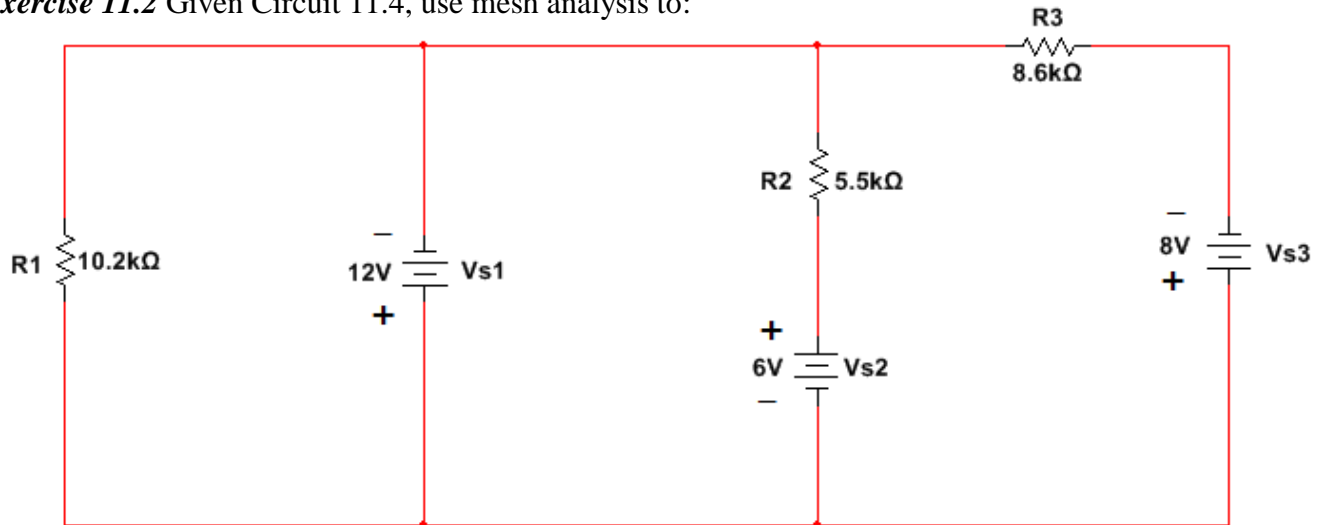 xercise 11.2 Given Circuit 11.4, use mesh analysis to:
R3
8.6kΩ
R2 5.5kΩ
R1 10.2kΩ
−
12V Vs1
+
−
8V Vs3
+
+
6V Vs2
−